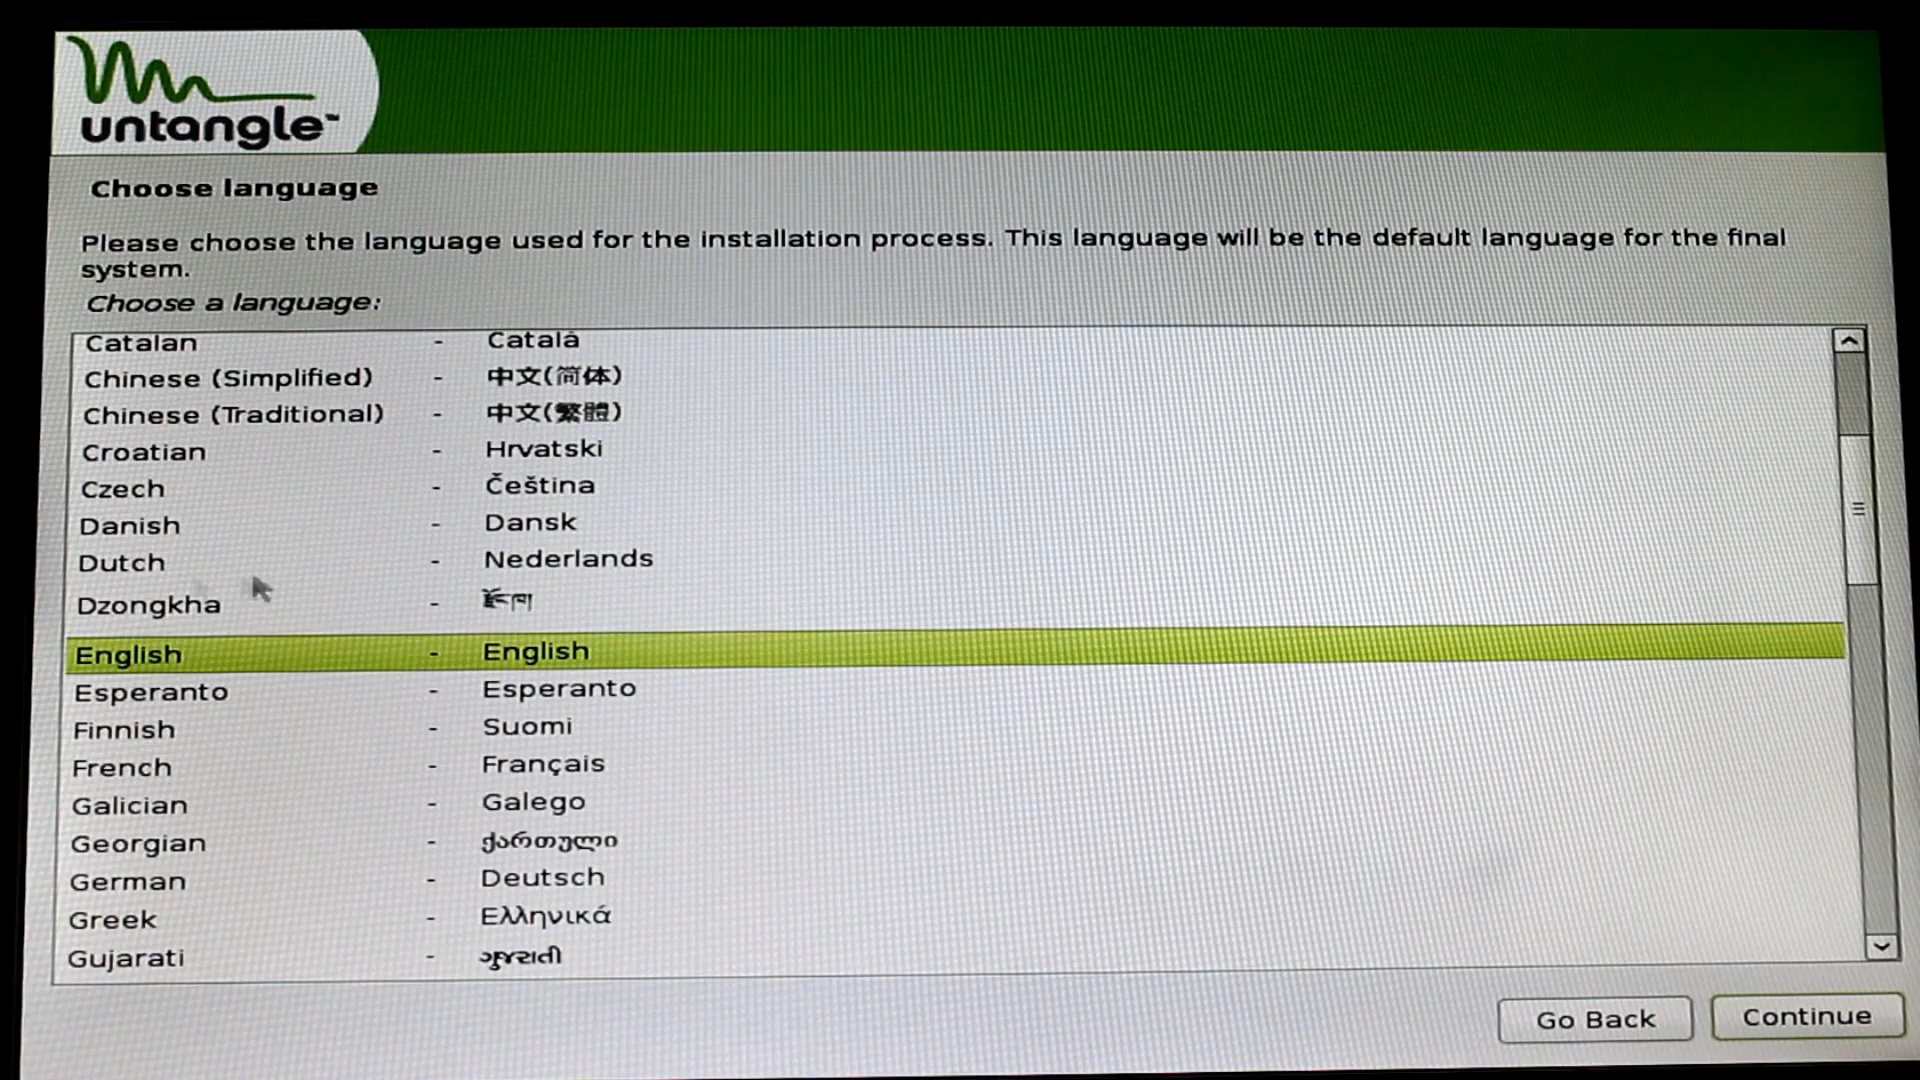 untangle™
Choose language
Please choose the language used for the installation process. This language will be the default language for the final
system.
Choose a language:
Catalan - Català
Chinese (Simplified) - 中文(简体)
Chinese (Traditional) - 中文(繁體)
Croatian - Hrvatski
Czech - Čeština
Danish - Dansk
Dutch - Nederlands
Dzongkha - རྫོང་ཁ།
English - English
Esperanto - Esperanto
Finnish - Suomi
French - Français
Galician - Galego
Georgian - ქართული
German - Deutsch
Greek - Ελληνικά
Gujarati - ગુજરાતી
Go Back Continue